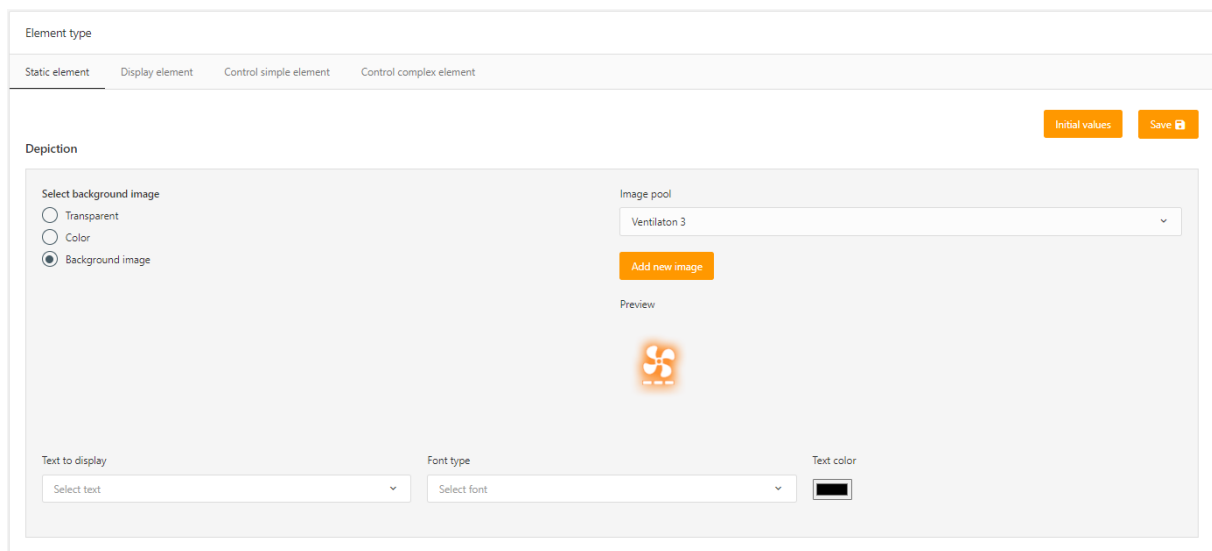 Element type
Static element
Display element
Control simple element
Control complex element
Initial values
Save
Depiction
Select background image
Transparent
Color
Background image
Image pool
Ventilaton 3
Add new image
Preview
Text to display
Font type
Text color
Select text
Select font